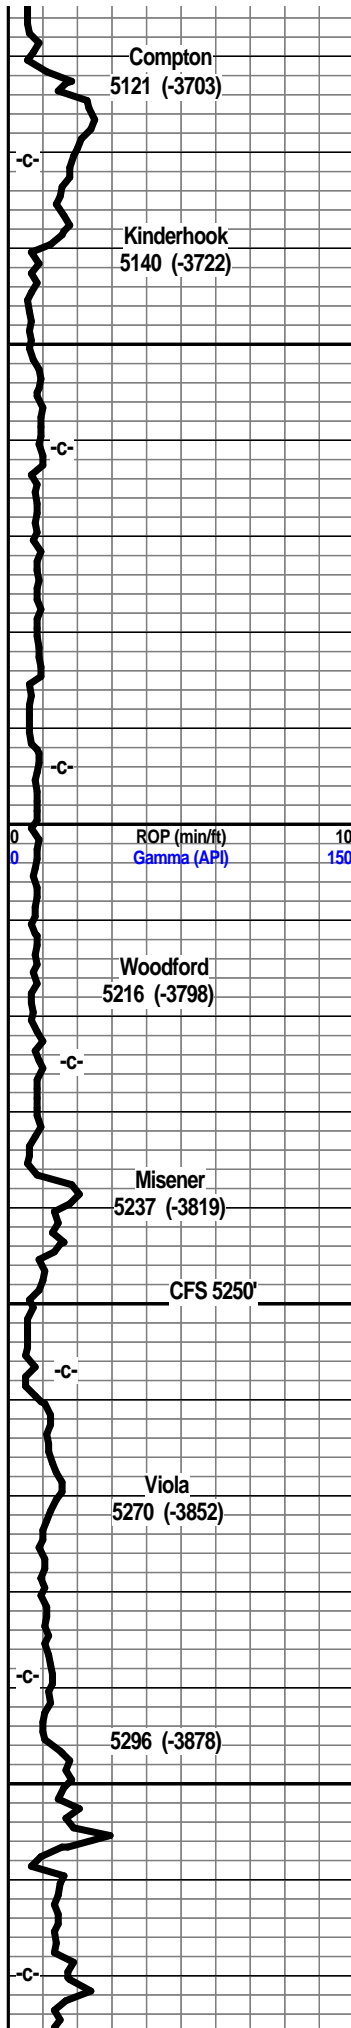 Compton
5121 (-3703)
-c-
Kinderhook
5140 (-3722)
-c-
-c-
0 ROP (min/ft) 10
0 Gamma (API) 150
Woodford
5216 (-3798)
-c-
Misener
5237 (-3819)
CFS 5250'
-c-
Viola
5270 (-3852)
-c-
5296 (-3878)
-c-